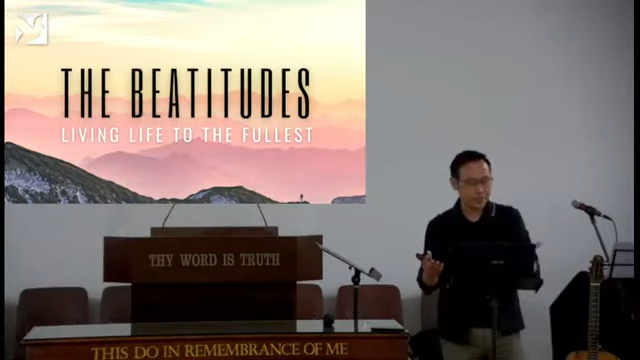 THE BEATITUDES
LIVING LIFE TO THE FULLEST
THY WORD IS TRUTH
THIS DO IN REMEMBRANCE OF ME